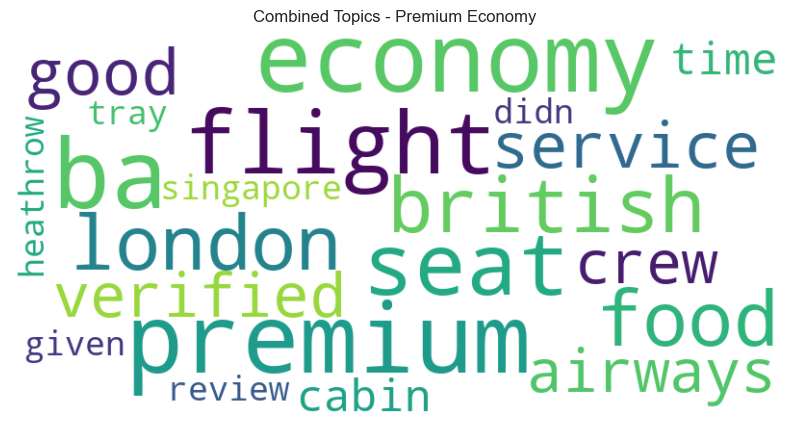 Combined Topics - Premium Economy
economy
time
good
tray
didn
flight
service
ba
heathrow
singapore
british
london
seat
crew
verified
food
premium
given
airways
review
cabin